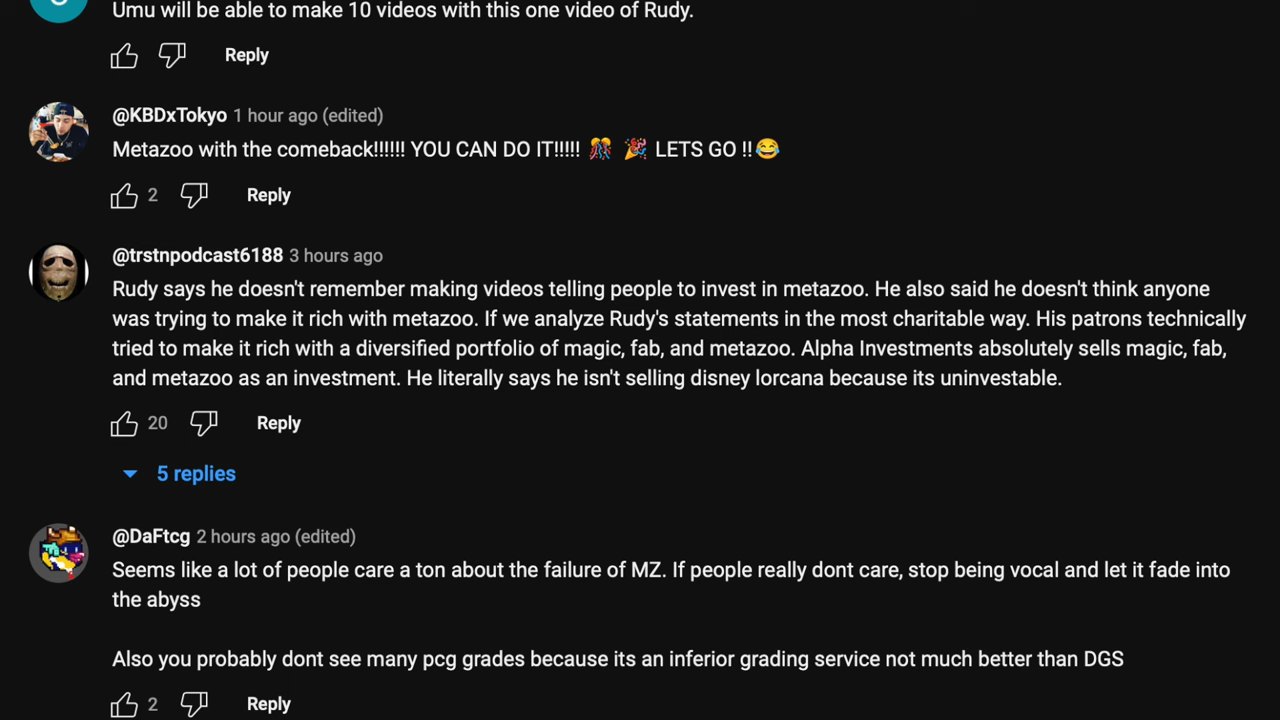 Umu will be able to make 10 videos with this one video of Rudy.
Reply
@KBDxTokyo 1 hour ago (edited)
Metazoo with the comeback!!!!!! YOU CAN DO IT!!!!! 🎊 🎉 LETS GO !!😂
2 Reply
@trstnpodcast6188 3 hours ago
Rudy says he doesn't remember making videos telling people to invest in metazoo. He also said he doesn't think anyone
was trying to make it rich with metazoo. If we analyze Rudy's statements in the most charitable way. His patrons technically
tried to make it rich with a diversified portfolio of magic, fab, and metazoo. Alpha Investments absolutely sells magic, fab,
and metazoo as an investment. He literally says he isn't selling disney lorcana because its uninvestable.
20 Reply
5 replies
@DaFtcg 2 hours ago (edited)
Seems like a lot of people care a ton about the failure of MZ. If people really dont care, stop being vocal and let it fade into
the abyss
Also you probably dont see many pcg grades because its an inferior grading service not much better than DGS
2 Reply